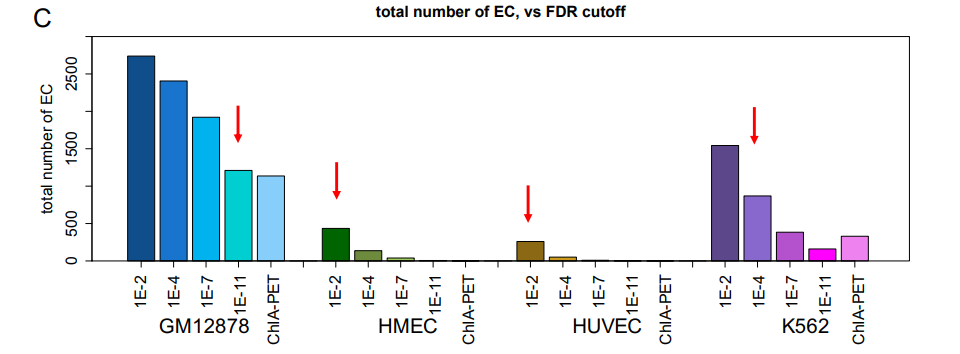 C
total number of EC, vs FDR cutoff
total number of EC
2500
1500
500
0
1E-2
1E-4
1E-7
1E-11
ChIA-PET
1E-2
1E-4
1E-7
1E-11
ChIA-PET
1E-2
1E-4
1E-7
1E-11
ChIA-PET
1E-2
1E-4
1E-7
1E-11
ChIA-PET
GM12878 HMEC HUVEC K562